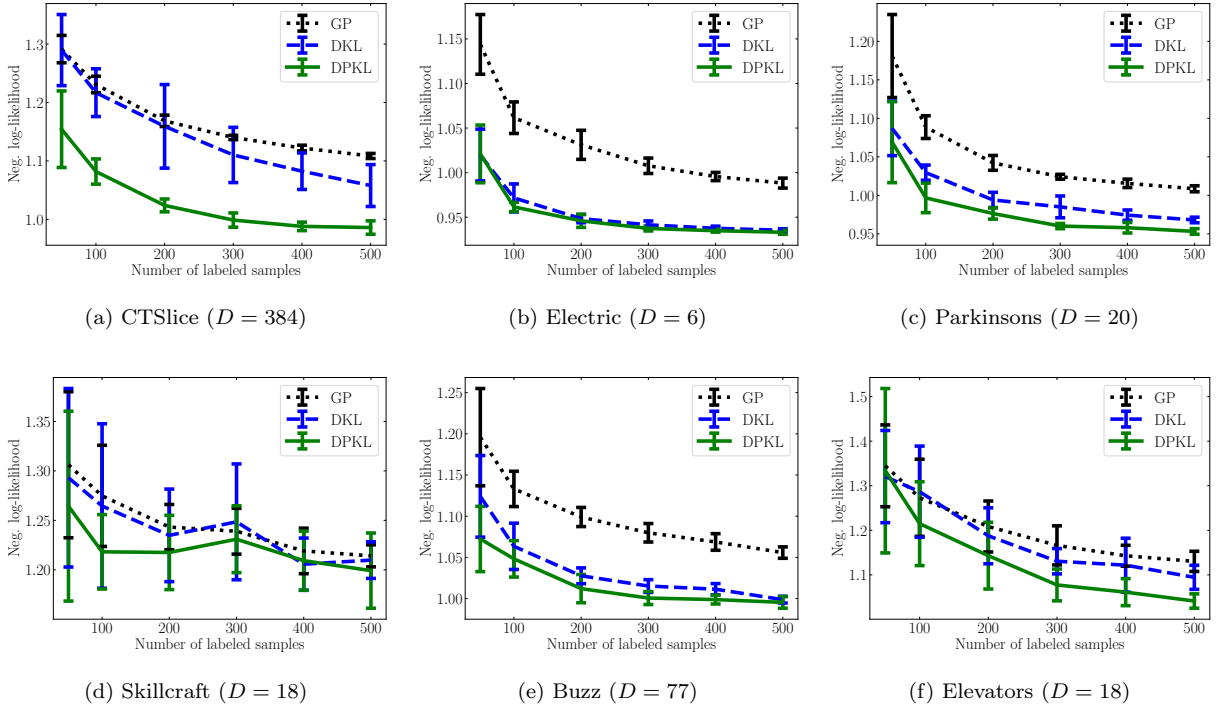 GP
DKL
DPKL
1.3
1.2
1.1
1.0
Neg. log-likelihood
100 200 300 400 500
Number of labeled samples
(a) CTSlice (D = 384)
GP
DKL
DPKL
1.15
1.10
1.05
1.00
0.95
Neg. log-likelihood
100 200 300 400 500
Number of labeled samples
(b) Electric (D = 6)
GP
DKL
DPKL
1.20
1.15
1.10
1.05
1.00
0.95
Neg. log-likelihood
100 200 300 400 500
Number of labeled samples
(c) Parkinsons (D = 20)
GP
DKL
DPKL
1.35
1.30
1.25
1.20
Neg. log-likelihood
100 200 300 400 500
Number of labeled samples
(d) Skillcraft (D = 18)
GP
DKL
DPKL
1.25
1.20
1.15
1.10
1.05
1.00
Neg. log-likelihood
100 200 300 400 500
Number of labeled samples
(e) Buzz (D = 77)
GP
DKL
DPKL
1.5
1.4
1.3
1.2
1.1
Neg. log-likelihood
100 200 300 400 500
Number of labeled samples
(f) Elevators (D = 18)